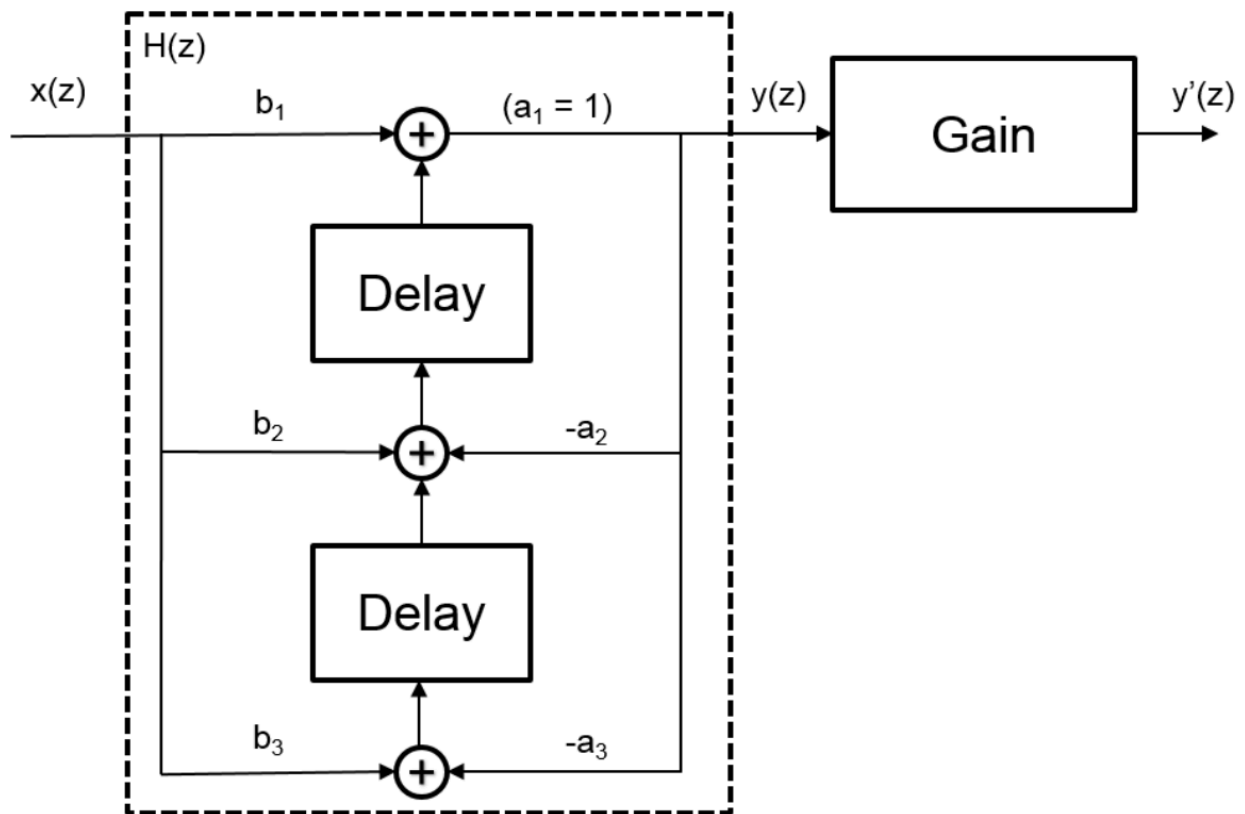 H(z)
x(z)
b₁
(a₁ = 1)
y(z)
Gain
y’(z)
+
Delay
b₂
+
-a₂
Delay
b₃
+
-a₃